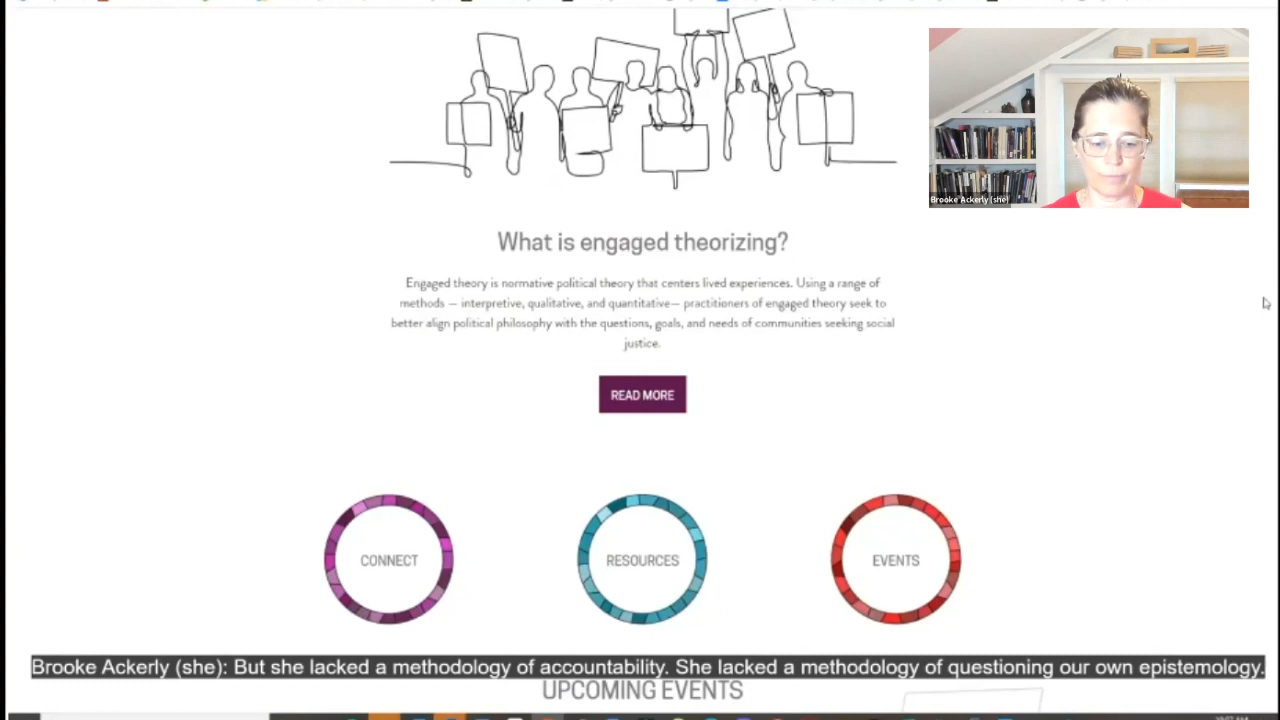 Brooke Ackerly (she)
What is engaged theorizing?
Engaged theory is normative political theory that centers lived experiences. Using a range of
methods — interpretive, qualitative, and quantitative— practitioners of engaged theory seek to
better align political philosophy with the questions, goals, and needs of communities seeking social
justice.
READ MORE
CONNECT
RESOURCES
EVENTS
Brooke Ackerly (she): But she lacked a methodology of accountability. She lacked a methodology of questioning our own epistemology.
UPCOMING EVENTS